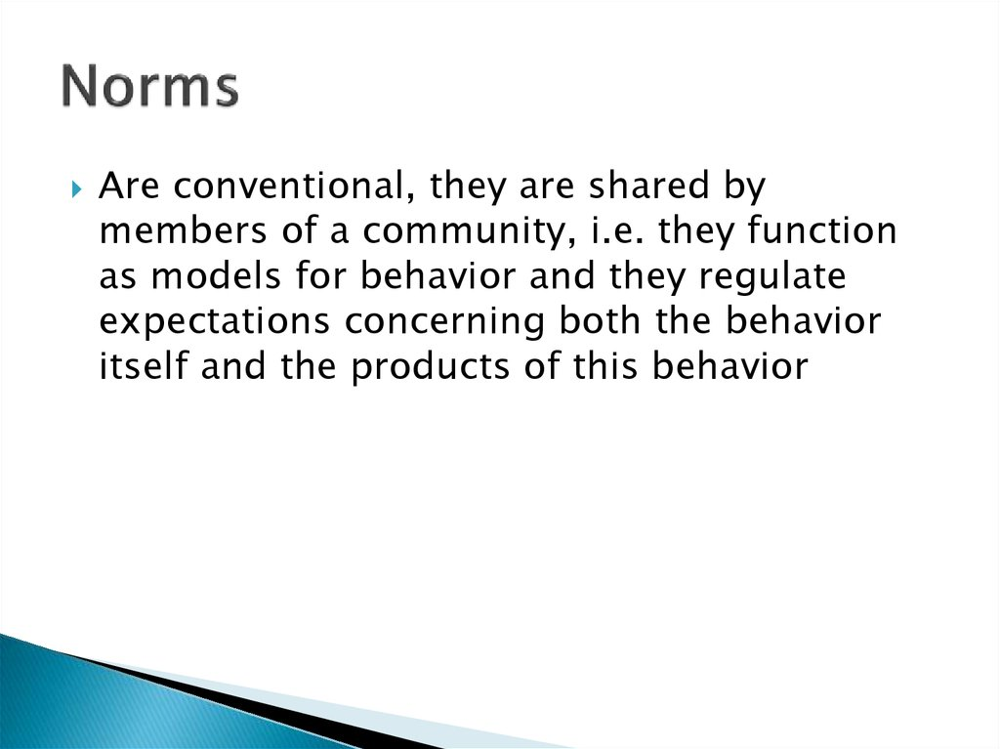 Norms
Are conventional, they are shared by
members of a community, i.e. they function
as models for behavior and they regulate
expectations concerning both the behavior
itself and the products of this behavior